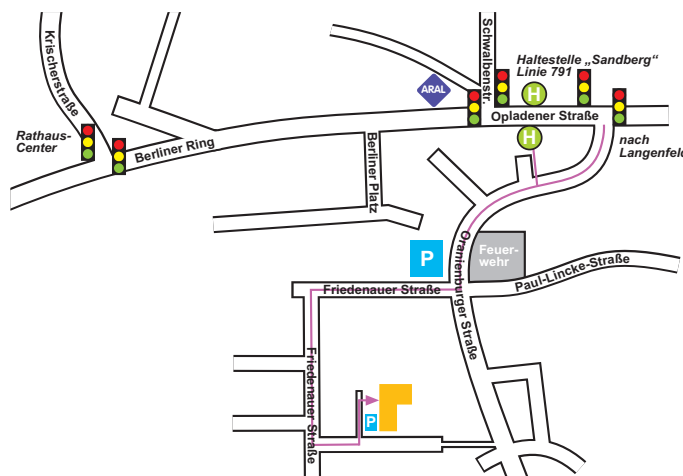 Krischerstraße
Schwalbenstr.
Haltestelle „Sandberg“
Linie 791
ARAL
H
Opladener Straße
Rathaus-
Center
Berliner Ring
H
nach
Langenfeld
Berliner Platz
Oranienburger Straße
P
Feuer-
wehr
Paul-Lincke-Straße
Friedenauer Straße
Friedenauer Straße
P